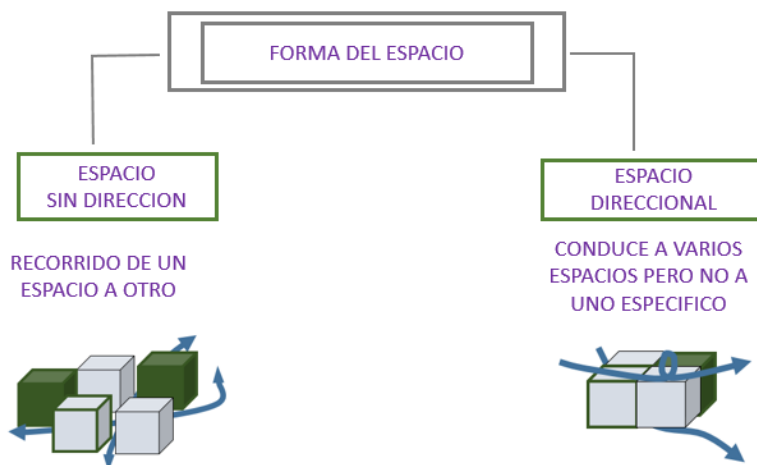 FORMA DEL ESPACIO
ESPACIO
SIN DIRECCION
RECORRIDO DE UN
ESPACIO A OTRO
ESPACIO
DIRECCIONAL
CONDUCE A VARIOS
ESPACIOS PERO NO A
UNO ESPECIFICO